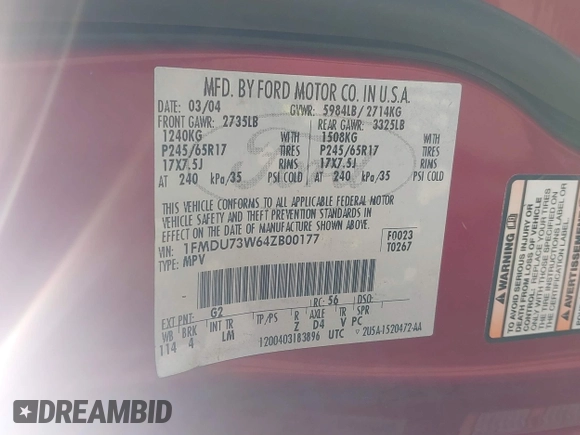 MFD. BY FORD MOTOR CO. IN U.S.A.
DATE: 03/04 GVWR: 5984LB/ 2714KG
FRONT GAWR: 2735LB REAR GAWR: 3325LB
1240KG WITH 1508KG WITH
P245/65R17 TIRES P245/65R17 TIRES
17X7.5J RIMS 17X7.5J RIMS
AT 240 kPa/35 PSI COLD AT 240 kPa/35 PSI COLD
Ford
THIS VEHICLE CONFORMS TO ALL APPLICABLE FEDERAL MOTOR
VEHICLE SAFETY AND THEFT PREVENTION STANDARDS IN
EFFECT ON THE DATE OF MANUFACTURE SHOWN ABOVE.
VIN: 1FMDU73W64ZB00177 F0023
TYPE: MPV T0267
EXT PNT: G2 RC: 56 DSO:
WB BRK INT TR TP/PS R AXLE TR SPR
114 4 LM Z D4 V PC
1200403183896 UTC 2U5A-1520472-AA
DREAMBID